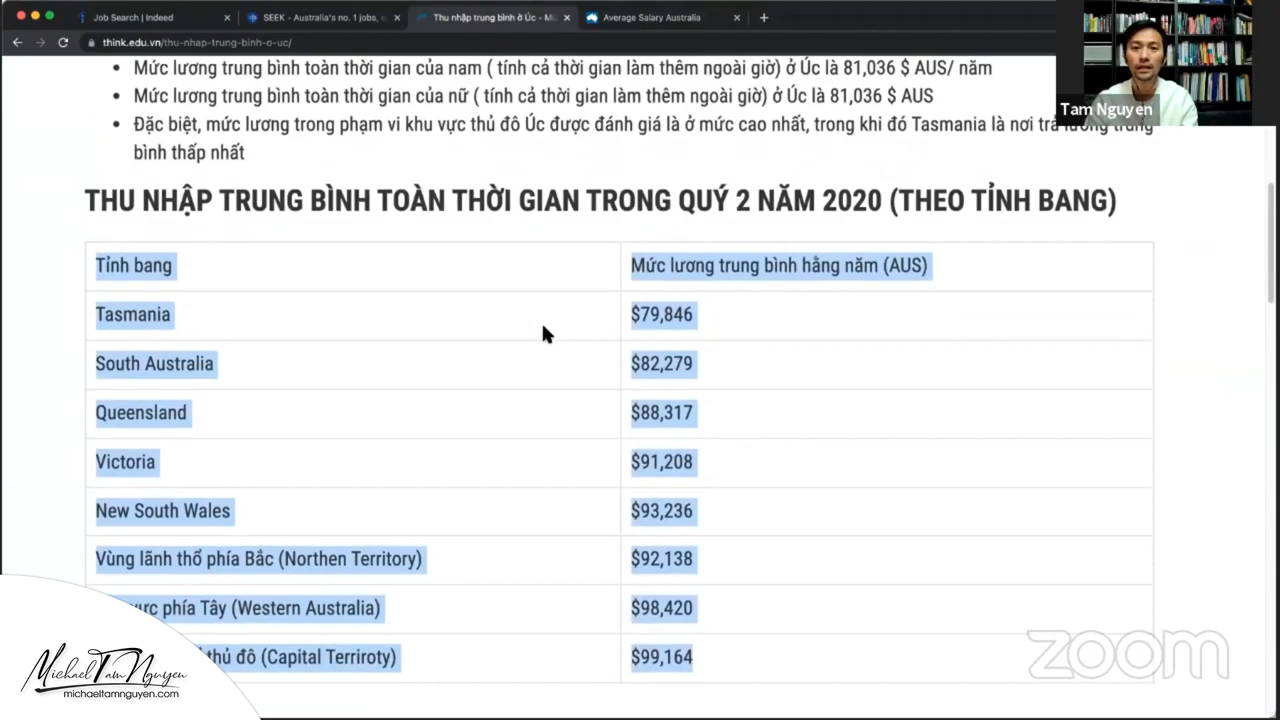 Job Search | Indeed
SEEK - Australia's no. 1 jobs, e
Thu nhập trung bình ở Úc - M
Average Salary Australia
think.edu.vn/thu-nhap-trung-binh-o-uc/
Tam Nguyen
Mức lương trung bình toàn thời gian của nam ( tính cả thời gian làm thêm ngoài giờ) ở Úc là 81,036 $ AUS/ năm
Mức lương trung bình toàn thời gian của nữ ( tính cả thời gian làm thêm ngoài giờ) ở Úc là 81,036 $ AUS
Đặc biệt, mức lương trong phạm vi khu vực thủ đô Úc được đánh giá là ở mức cao nhất, trong khi đó Tasmania là nơi trả lương trung
bình thấp nhất
THU NHẬP TRUNG BÌNH TOÀN THỜI GIAN TRONG QUÝ 2 NĂM 2020 (THEO TỈNH BANG)
Tỉnh bang Mức lương trung bình hằng năm (AUS)
Tasmania $79,846
South Australia $82,279
Queensland $88,317
Victoria $91,208
New South Wales $93,236
Vùng lãnh thổ phía Bắc (Northen Territory) $92,138
phía Tây (Western Australia) $98,420
thủ đô (Capital Terriroty) $99,164
Michael Tam Nguyen
michaeltamnguyen.com
zoom